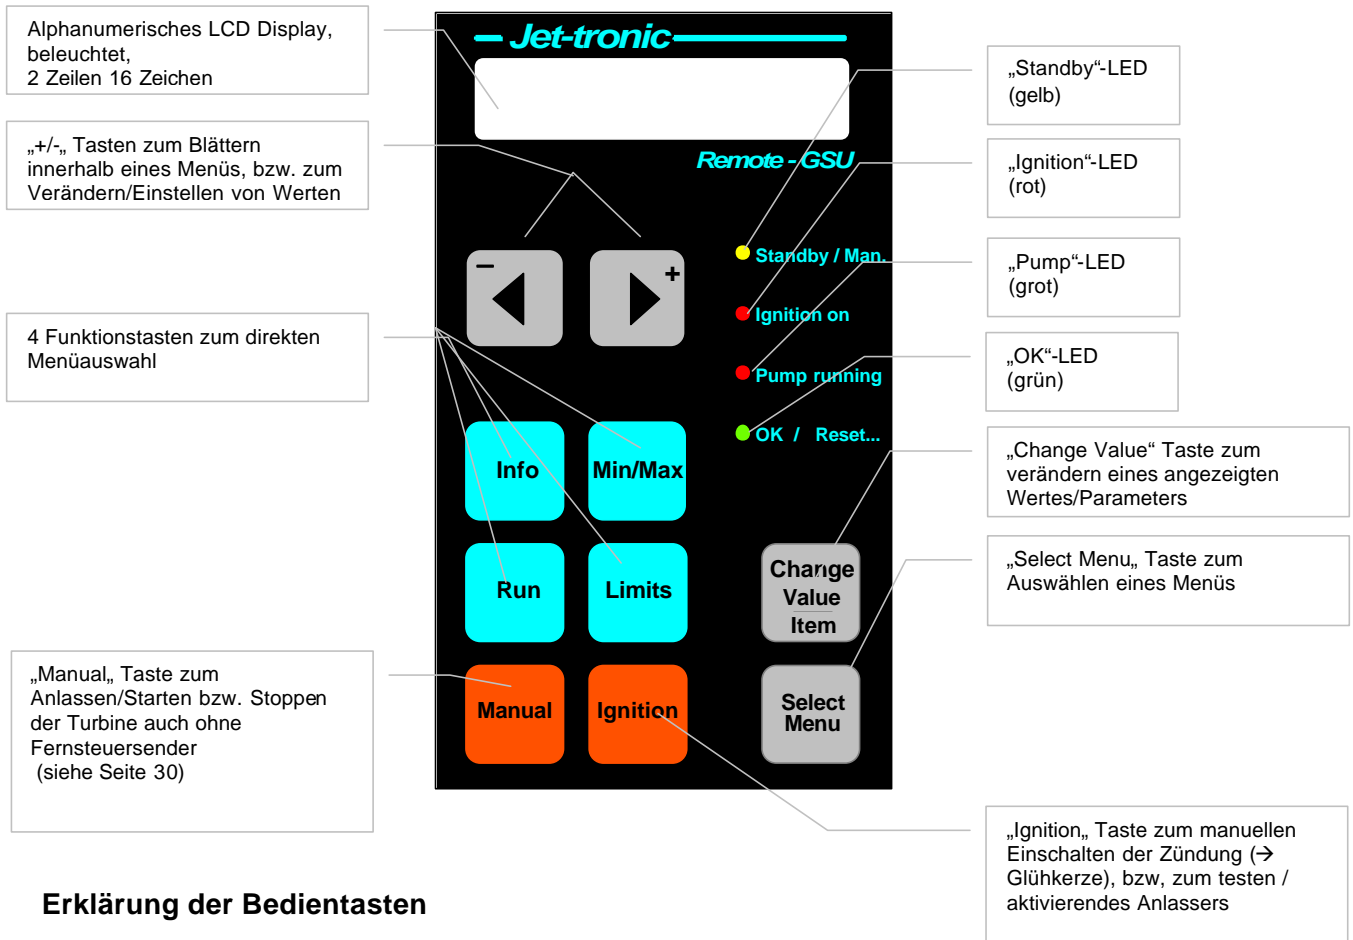 Alphanumerisches LCD Display,
beleuchtet,
2 Zeilen 16 Zeichen
„+/-„ Tasten zum Blättern
innerhalb eines Menüs, bzw. zum
Verändern/Einstellen von Werten
4 Funktionstasten zum direkten
Menüauswahl
„Manual„ Taste zum
Anlassen/Starten bzw. Stoppen
der Turbine auch ohne
Fernsteuersender
(siehe Seite 30)
Jet-tronic
Remote - GSU
–
+
Standby / Man.
Ignition on
Pump running
OK / Reset...
Info
Min/Max
Run
Limits
Change
Value
Item
Manual
Ignition
Select
Menu
„Standby“-LED
(gelb)
„Ignition“-LED
(rot)
„Pump“-LED
(grot)
„OK“-LED
(grün)
„Change Value“ Taste zum
verändern eines angezeigten
Wertes/Parameters
„Select Menu„ Taste zum
Auswählen eines Menüs
„Ignition„ Taste zum manuellen
Einschalten der Zündung (→
Glühkerze), bzw, zum testen /
aktivierendes Anlassers
Erklärung der Bedientasten